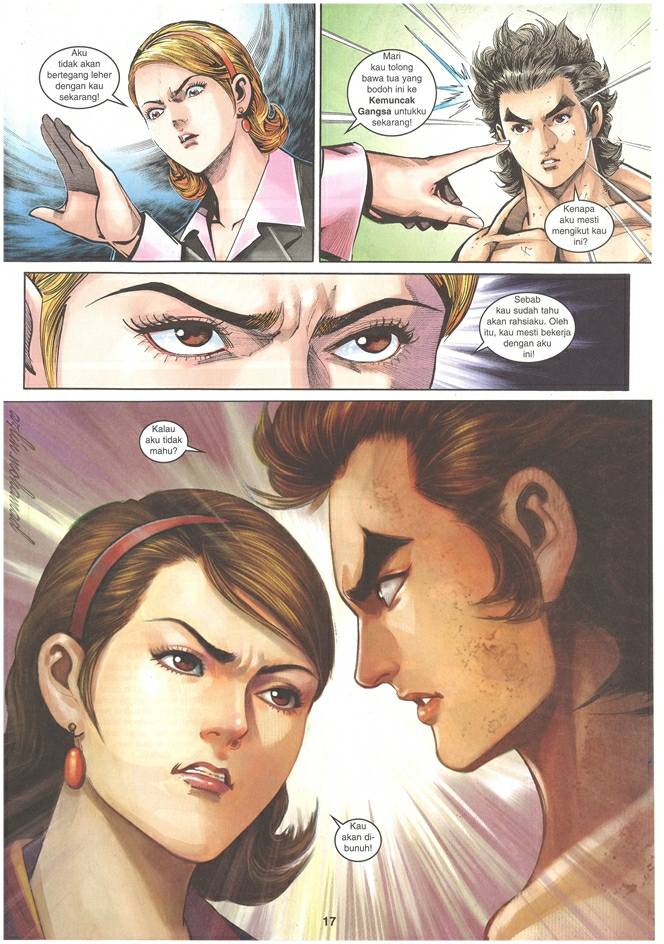 Aku
tidak akan
bertegang leher
dengan kau
sekarang!
Mari
kau tolong
bawa tua yang
bodoh ini ke
Kemuncak
Gangsa untukku
sekarang!
Kenapa
aku mesti
mengikut kau
ini?
Sebab
kau sudah tahu
akan rahsiaku. Oleh
itu, kau mesti bekerja
dengan aku
ini!
Kalau
aku tidak
mahu?
Kau
akan di-
bunuh!
17